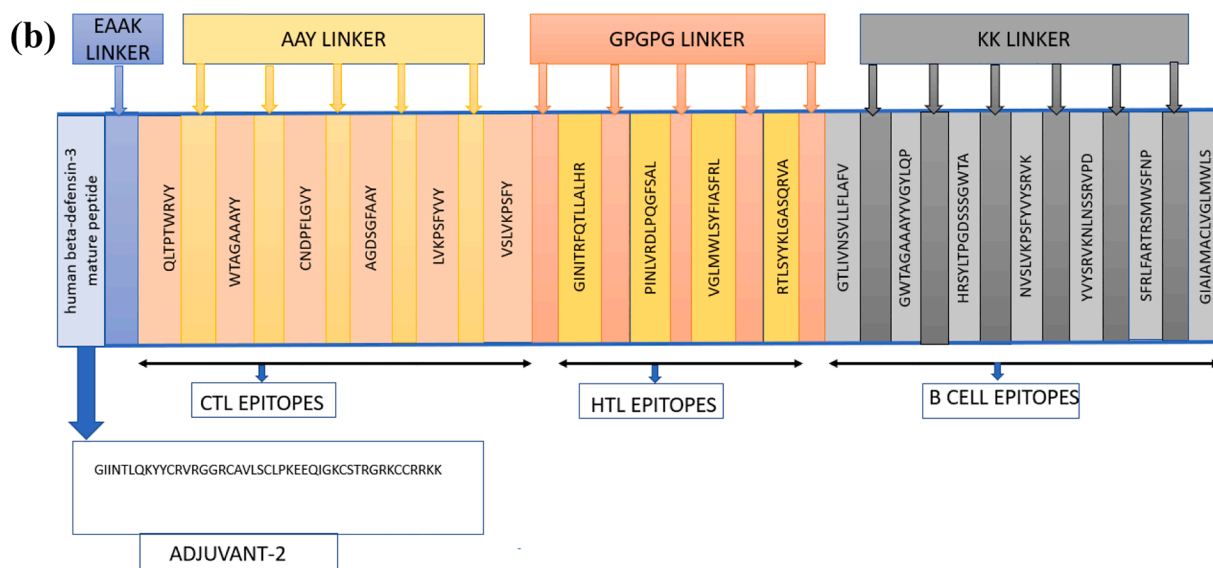 (b)
EAAK
LINKER
AAY LINKER
GPGPG LINKER
KK LINKER
human beta-defensin-3
mature peptide
QLTPTWRVY
WTAGAAAYY
CNDPFLGVY
AGDSGFAAY
LVKPSFYVY
VSLVKPSFY
GINITRFQTLLALHR
PINLVRDLPQGFSAL
VGLMWLSYFIASFRL
RTLSYYKLGASQRVA
GTLIVNSVLLFLAFV
GWTAGAAAYYVGYLQP
HRSYLTPGDSSSGWTA
NVSLVKPSFYVYSRVK
YVYSRVKNLNSSRVPD
SFRLFARTRSMWSFNP
GIAIAMACLVGLMWLS
CTL EPITOPES
HTL EPITOPES
B CELL EPITOPES
GIINTLQKYYCRVRGGRCAVLSCLPKEEQIGKCSTRGRKCCRRKK
ADJUVANT-2